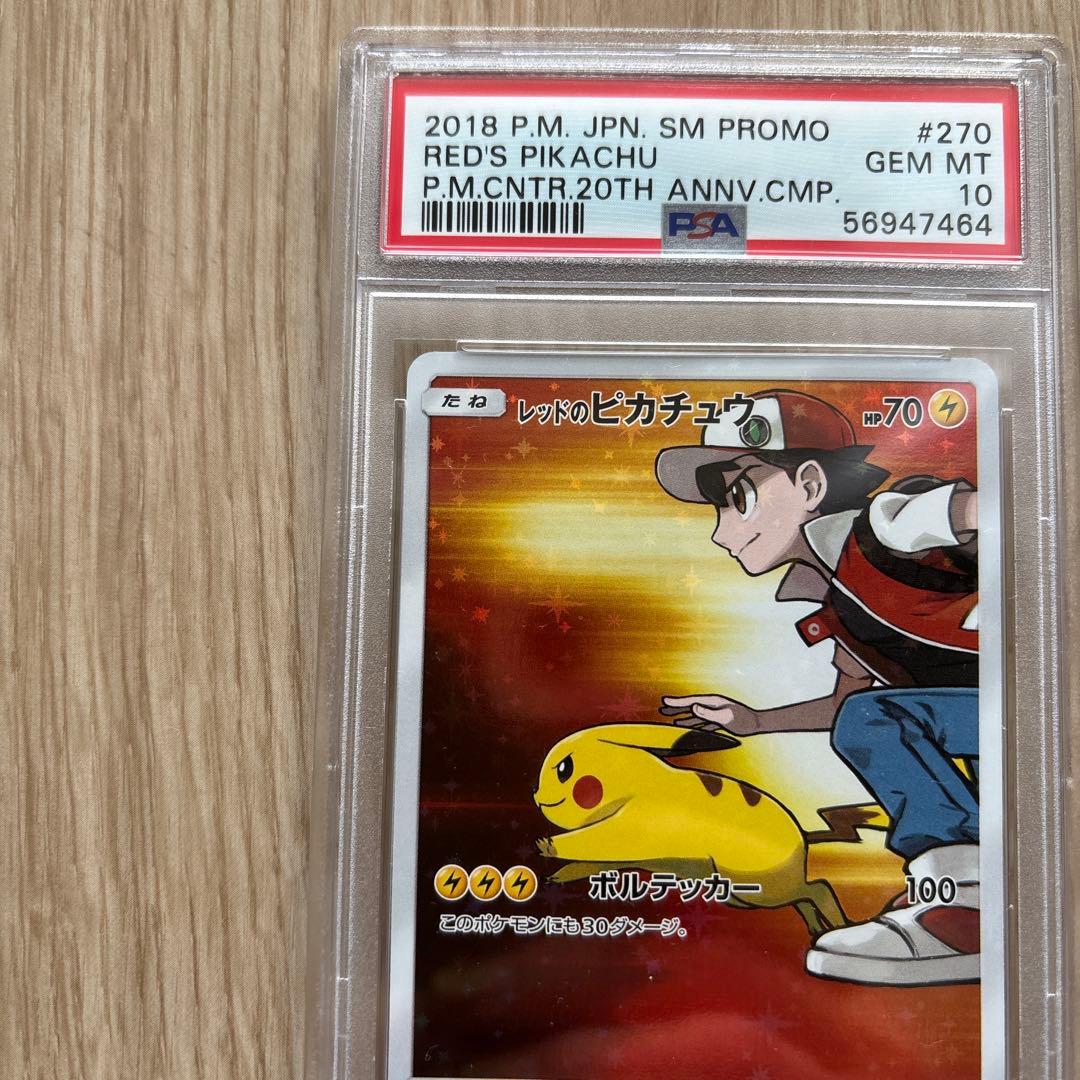 2018 P.M. JPN. SM PROMO #270
RED'S PIKACHU GEM MT
P.M.CNTR.20TH ANNV.CMP. 10
PSA 56947464
たね レッドのピカチュウ HP70
ボルテッカー 100
このポケモンにも30ダメージ。